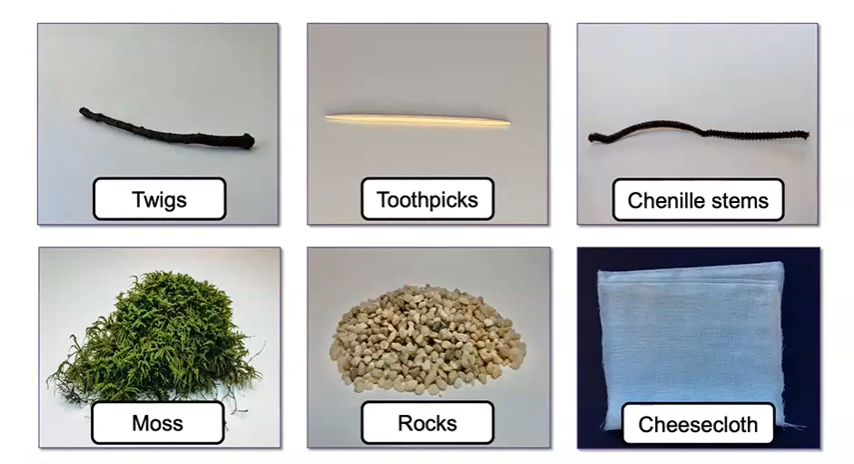 Twigs
Toothpicks
Chenille stems
Moss
Rocks
Cheesecloth